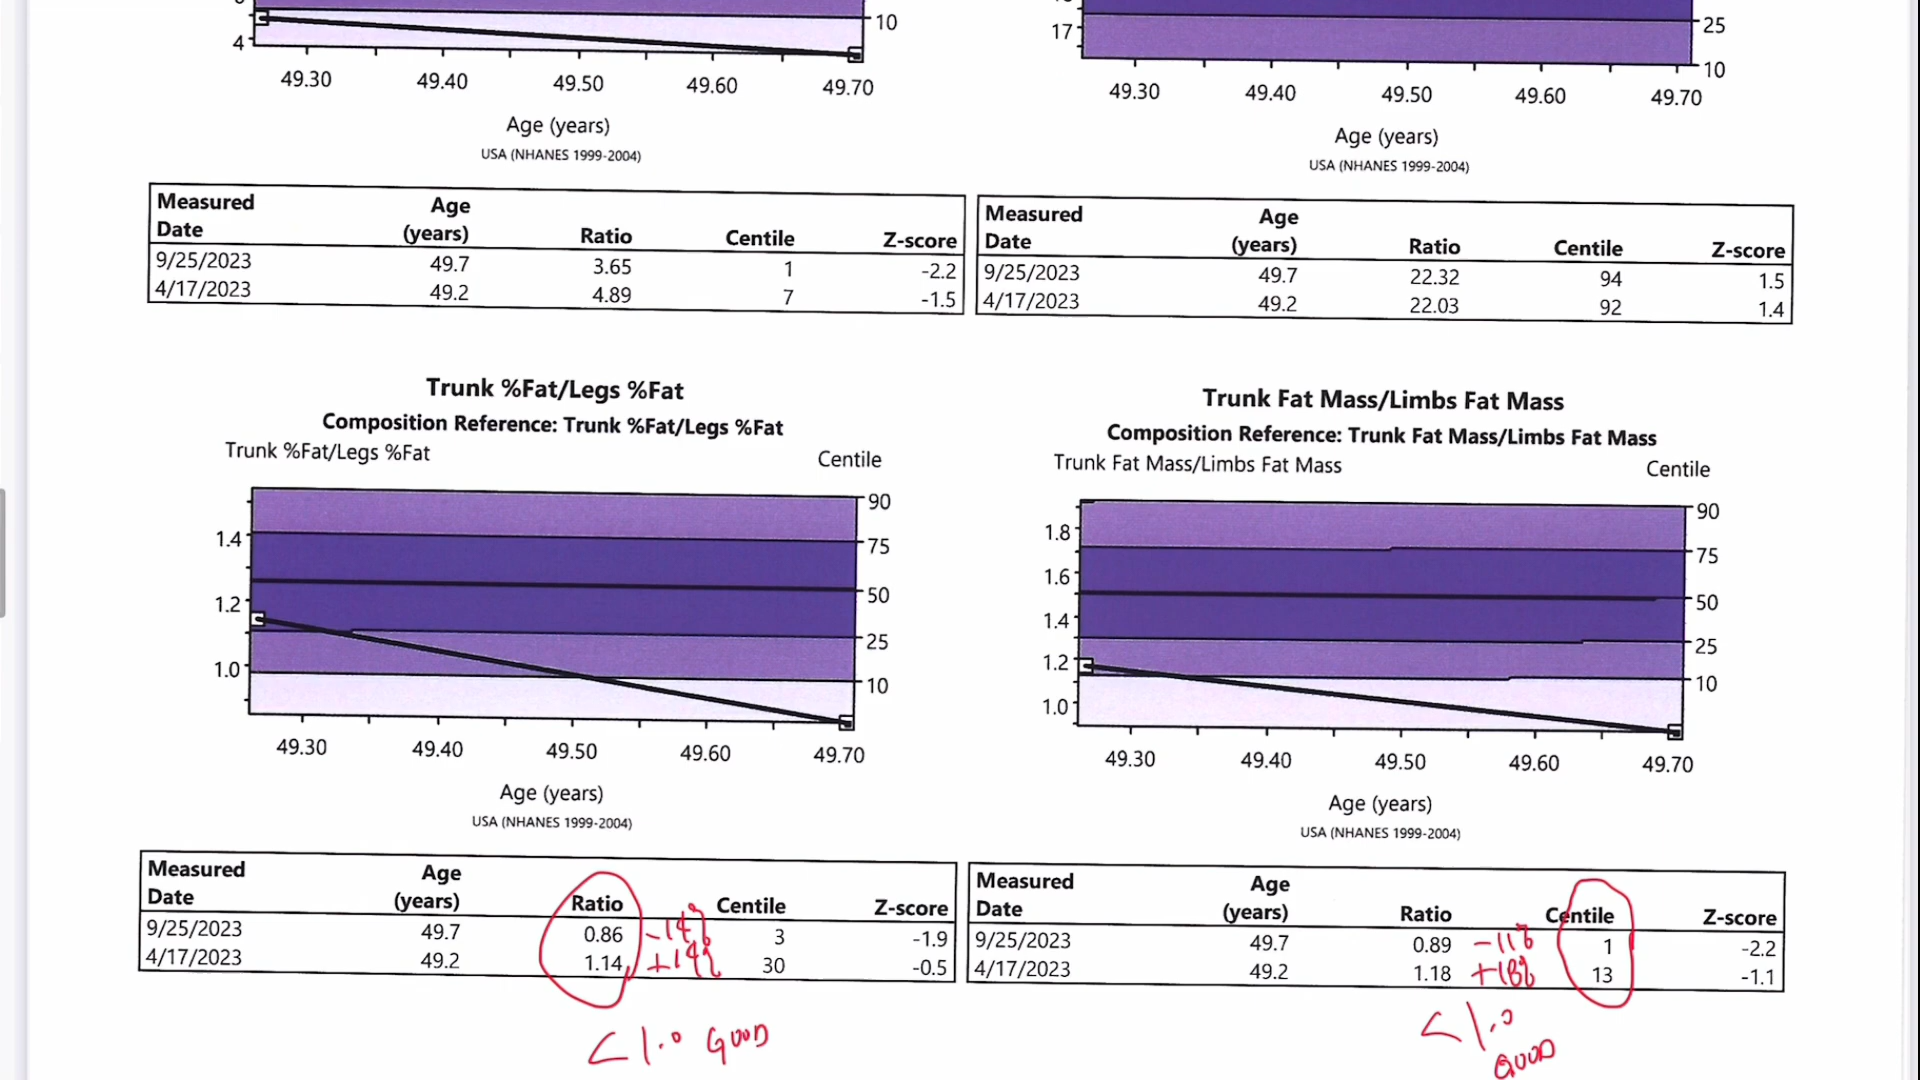 4
10
49.30 49.40 49.50 49.60 49.70
Age (years)
USA (NHANES 1999-2004)
17
25
10
49.30 49.40 49.50 49.60 49.70
Age (years)
USA (NHANES 1999-2004)
Measured Date Age (years) Ratio Centile Z-score
9/25/2023 49.7 3.65 1 -2.2
4/17/2023 49.2 4.89 7 -1.5
Measured Date Age (years) Ratio Centile Z-score
9/25/2023 49.7 22.32 94 1.5
4/17/2023 49.2 22.03 92 1.4
Trunk %Fat/Legs %Fat
Composition Reference: Trunk %Fat/Legs %Fat
Trunk %Fat/Legs %Fat Centile
90
1.4 75
50
1.2
25
1.0
10
49.30 49.40 49.50 49.60 49.70
Age (years)
USA (NHANES 1999-2004)
Trunk Fat Mass/Limbs Fat Mass
Composition Reference: Trunk Fat Mass/Limbs Fat Mass
Trunk Fat Mass/Limbs Fat Mass Centile
90
1.8
75
1.6
50
1.4
25
1.2
10
1.0
49.30 49.40 49.50 49.60 49.70
Age (years)
USA (NHANES 1999-2004)
Measured Date Age (years) Ratio Centile Z-score
9/25/2023 49.7 0.86 -14% 3 -1.9
4/17/2023 49.2 1.14 +14% 30 -0.5
< 1.0 GOOD
Measured Date Age (years) Ratio Centile Z-score
9/25/2023 49.7 0.89 -11% 1 -2.2
4/17/2023 49.2 1.18 +18% 13 -1.1
< 1.0
GOOD